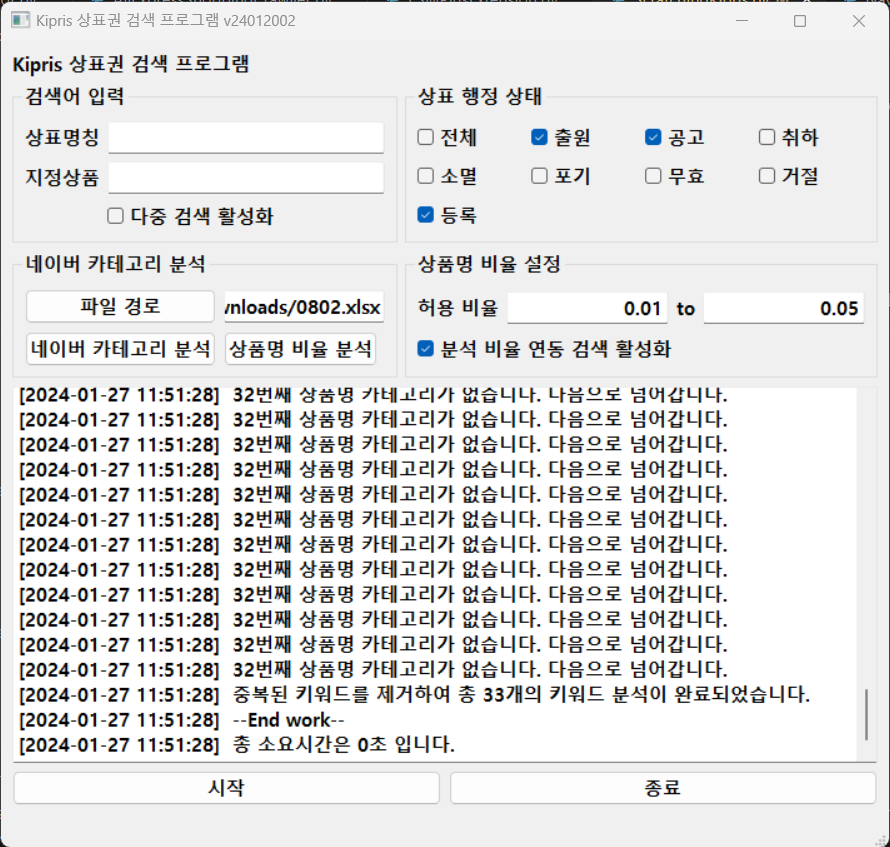 Kipris 상표권 검색 프로그램 v24012002
Kipris 상표권 검색 프로그램
검색어 입력
상표명칭
지정상품
다중 검색 활성화
상표 행정 상태
전체 출원 공고 취하
소멸 포기 무효 거절
등록
네이버 카테고리 분석
파일 경로 wnloads/0802.xlsx
네이버 카테고리 분석 상품명 비율 분석
상품명 비율 설정
허용 비율 0.01 to 0.05
분석 비율 연동 검색 활성화
[2024-01-27 11:51:28] 32번째 상품명 카테고리가 없습니다. 다음으로 넘어갑니다.
[2024-01-27 11:51:28] 32번째 상품명 카테고리가 없습니다. 다음으로 넘어갑니다.
[2024-01-27 11:51:28] 32번째 상품명 카테고리가 없습니다. 다음으로 넘어갑니다.
[2024-01-27 11:51:28] 32번째 상품명 카테고리가 없습니다. 다음으로 넘어갑니다.
[2024-01-27 11:51:28] 32번째 상품명 카테고리가 없습니다. 다음으로 넘어갑니다.
[2024-01-27 11:51:28] 32번째 상품명 카테고리가 없습니다. 다음으로 넘어갑니다.
[2024-01-27 11:51:28] 32번째 상품명 카테고리가 없습니다. 다음으로 넘어갑니다.
[2024-01-27 11:51:28] 32번째 상품명 카테고리가 없습니다. 다음으로 넘어갑니다.
[2024-01-27 11:51:28] 32번째 상품명 카테고리가 없습니다. 다음으로 넘어갑니다.
[2024-01-27 11:51:28] 32번째 상품명 카테고리가 없습니다. 다음으로 넘어갑니다.
[2024-01-27 11:51:28] 32번째 상품명 카테고리가 없습니다. 다음으로 넘어갑니다.
[2024-01-27 11:51:28] 32번째 상품명 카테고리가 없습니다. 다음으로 넘어갑니다.
[2024-01-27 11:51:28] 중복된 키워드를 제거하여 총 33개의 키워드 분석이 완료되었습니다.
[2024-01-27 11:51:28] --End work--
[2024-01-27 11:51:28] 총 소요시간은 0초 입니다.
시작 종료